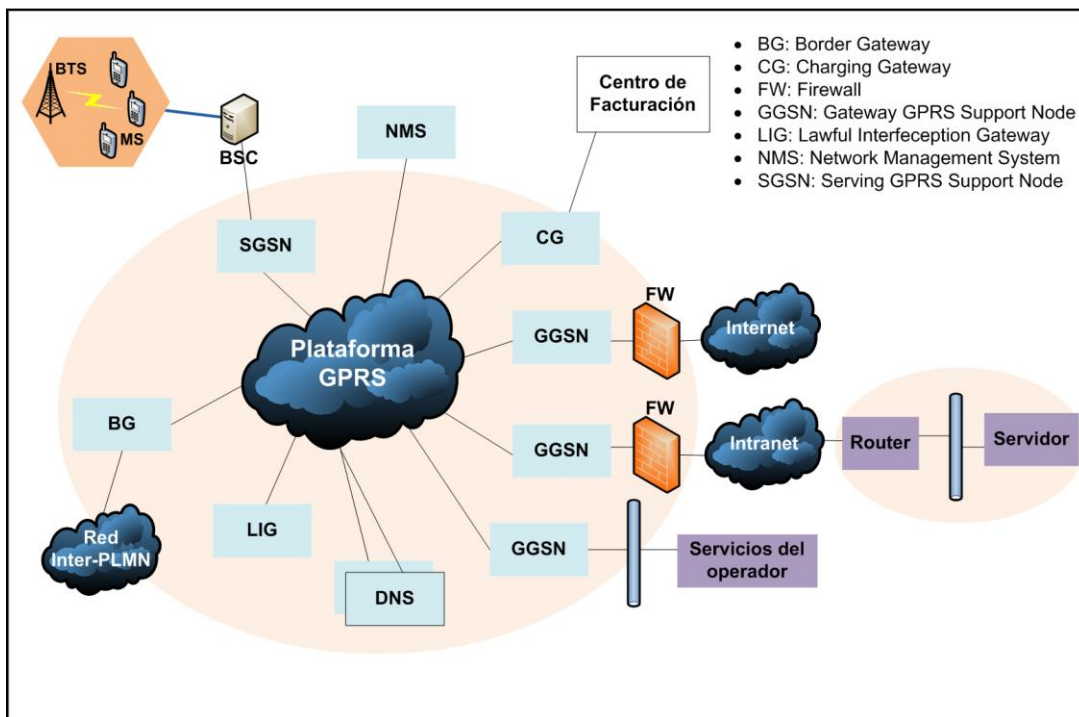 BTS
MS
BSC
NMS
Centro de
Facturación
• BG: Border Gateway
• CG: Charging Gateway
• FW: Firewall
• GGSN: Gateway GPRS Support Node
• LIG: Lawful Interfeception Gateway
• NMS: Network Management System
• SGSN: Serving GPRS Support Node
SGSN
CG
Plataforma
GPRS
GGSN
FW
Internet
BG
GGSN
FW
Intranet
Router
Servidor
Red
Inter-PLMN
LIG
DNS
GGSN
Servicios del
operador